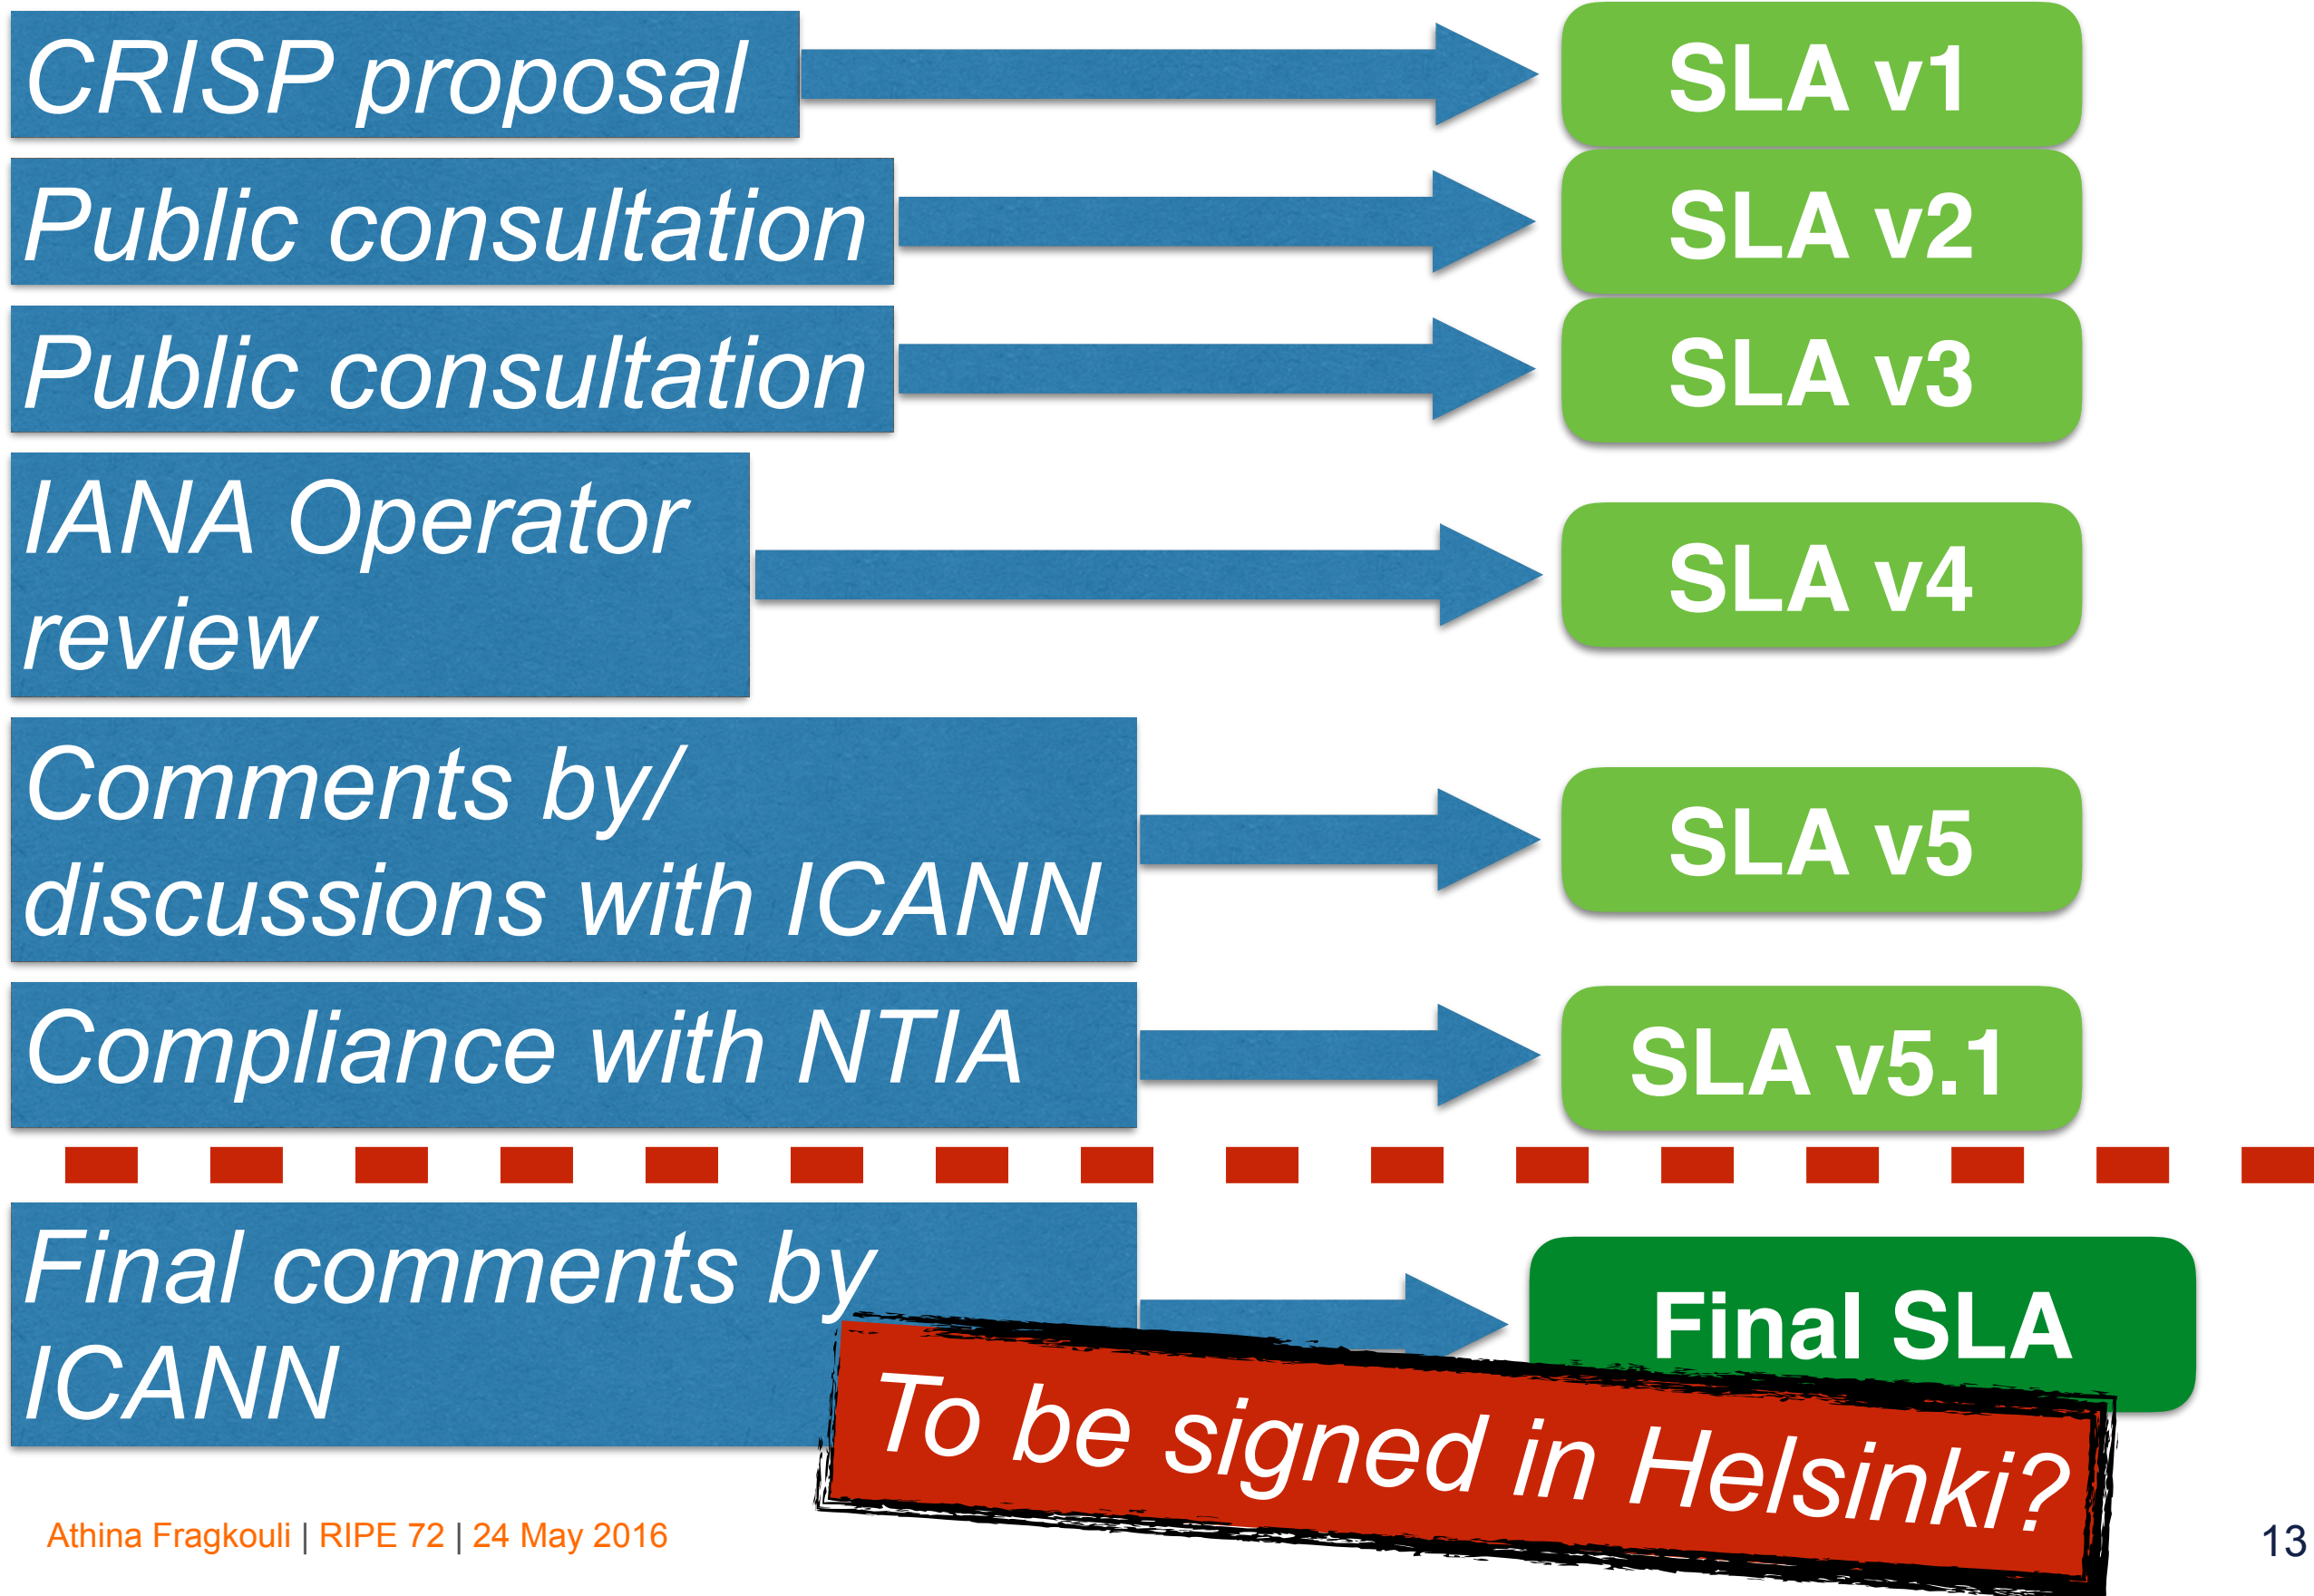 CRISP proposal
SLA v1
Public consultation
SLA v2
Public consultation
SLA v3
IANA Operator
review
SLA v4
Comments by/
discussions with ICANN
SLA v5
Compliance with NTIA
SLA v5.1
Final comments by
ICANN
Final SLA
To be signed in Helsinki?
Athina Fragkouli | RIPE 72 | 24 May 2016
13